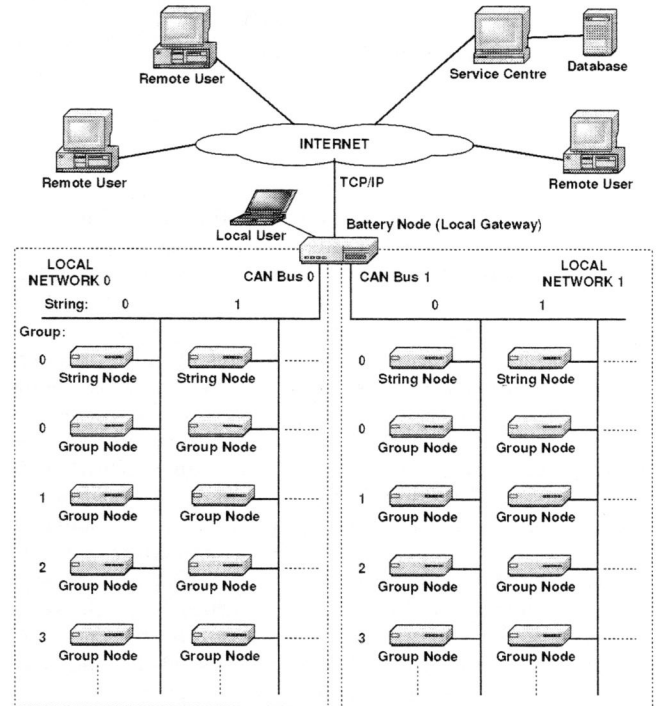 Remote User
Service Centre
Database
Remote User
INTERNET
Remote User
TCP/IP
Local User
Battery Node (Local Gateway)
LOCAL NETWORK 0
CAN Bus 0
CAN Bus 1
LOCAL NETWORK 1
String: 0 1
0 1
Group:
0 String Node String Node
0 String Node String Node
0 Group Node Group Node
0 Group Node Group Node
1 Group Node Group Node
1 Group Node Group Node
2 Group Node Group Node
2 Group Node Group Node
3 Group Node Group Node
3 Group Node Group Node